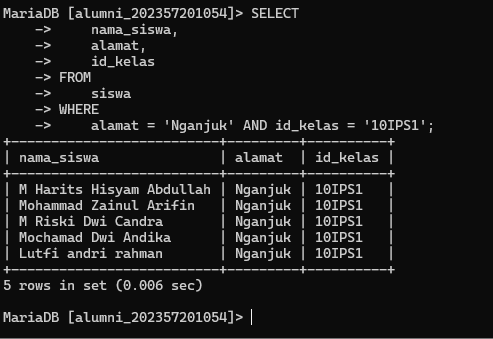 MariaDB [alumni_202357201054]> SELECT
    ->     nama_siswa,
    ->     alamat,
    ->     id_kelas
    -> FROM
    ->     siswa
    -> WHERE
    ->     alamat = 'Nganjuk' AND id_kelas = '10IPS1';
+--------------------------+---------+----------+
| nama_siswa               | alamat  | id_kelas |
+--------------------------+---------+----------+
| M Harits Hisyam Abdullah | Nganjuk | 10IPS1   |
| Mohammad Zainul Arifin   | Nganjuk | 10IPS1   |
| M Riski Dwi Candra       | Nganjuk | 10IPS1   |
| Mochamad Dwi Andika      | Nganjuk | 10IPS1   |
| Lutfi andri rahman       | Nganjuk | 10IPS1   |
+--------------------------+---------+----------+
5 rows in set (0.006 sec)
MariaDB [alumni_202357201054]>